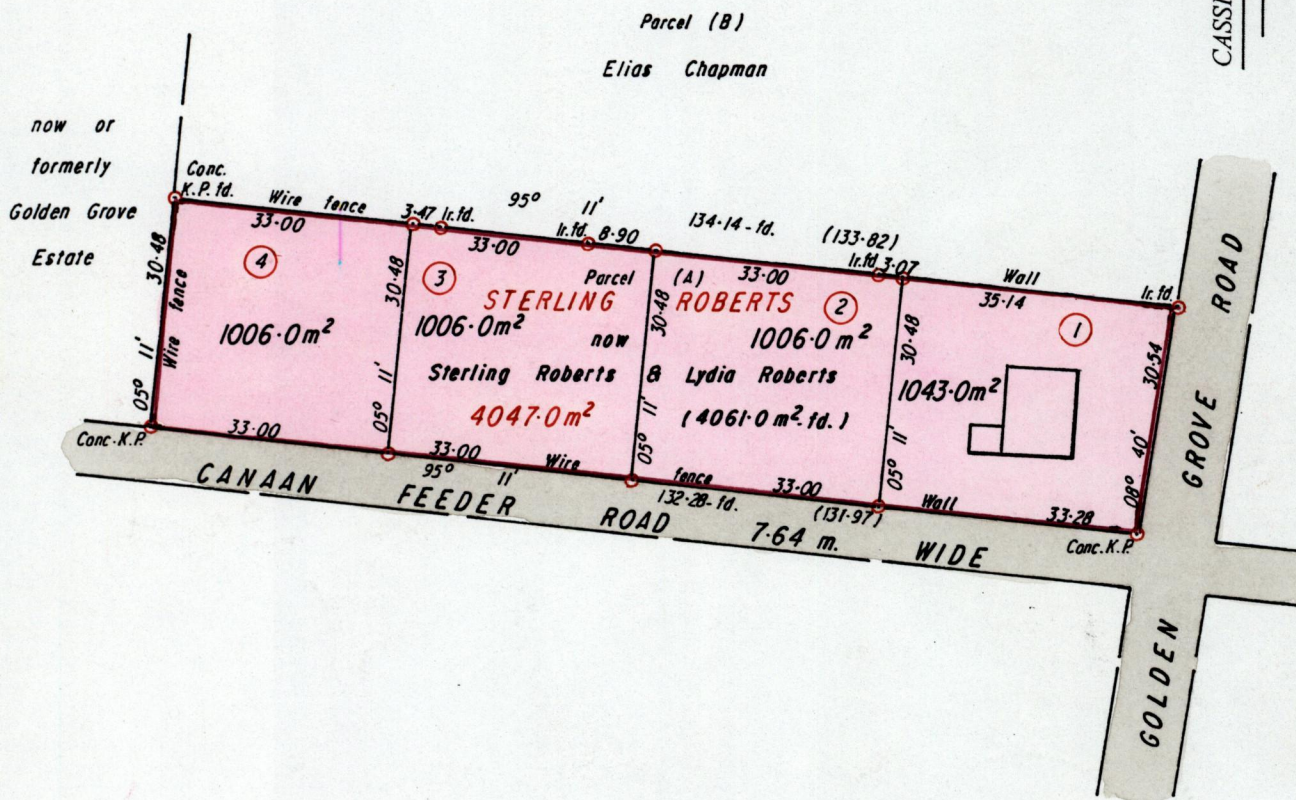 Parcel (B)
Elias Chapman
now or
formerly
Golden Grove
Estate
Conc.
K.P. fd.
Wire fence
33·00
3·47 Ir.fd.
95° 11'
33·00
Ir.fd. 8·90
134·14 - fd.
(133·82)
33·00
Ir.fd 3·07
Wall
35·14
Ir. fd.
30·48
Wire fence
05° 11'
4
1006·0m²
30·48
05° 11'
3
Parcel (A)
STERLING ROBERTS
2
1006·0m²
now
1006·0 m²
Sterling Roberts & Lydia Roberts
4047·0m²
(4061·0 m². fd.)
30·48
05° 11'
30·48
05° 11'
1
1043·0m²
30·54
08° 40'
Conc. K.P.
33·00
33·00
95° 11'
Wire fence
132·28 - fd.
33·00
(131·97)
Wall
33·28
Conc. K.P.
CANAAN FEEDER ROAD 7·64 m. WIDE
GOLDEN GROVE ROAD